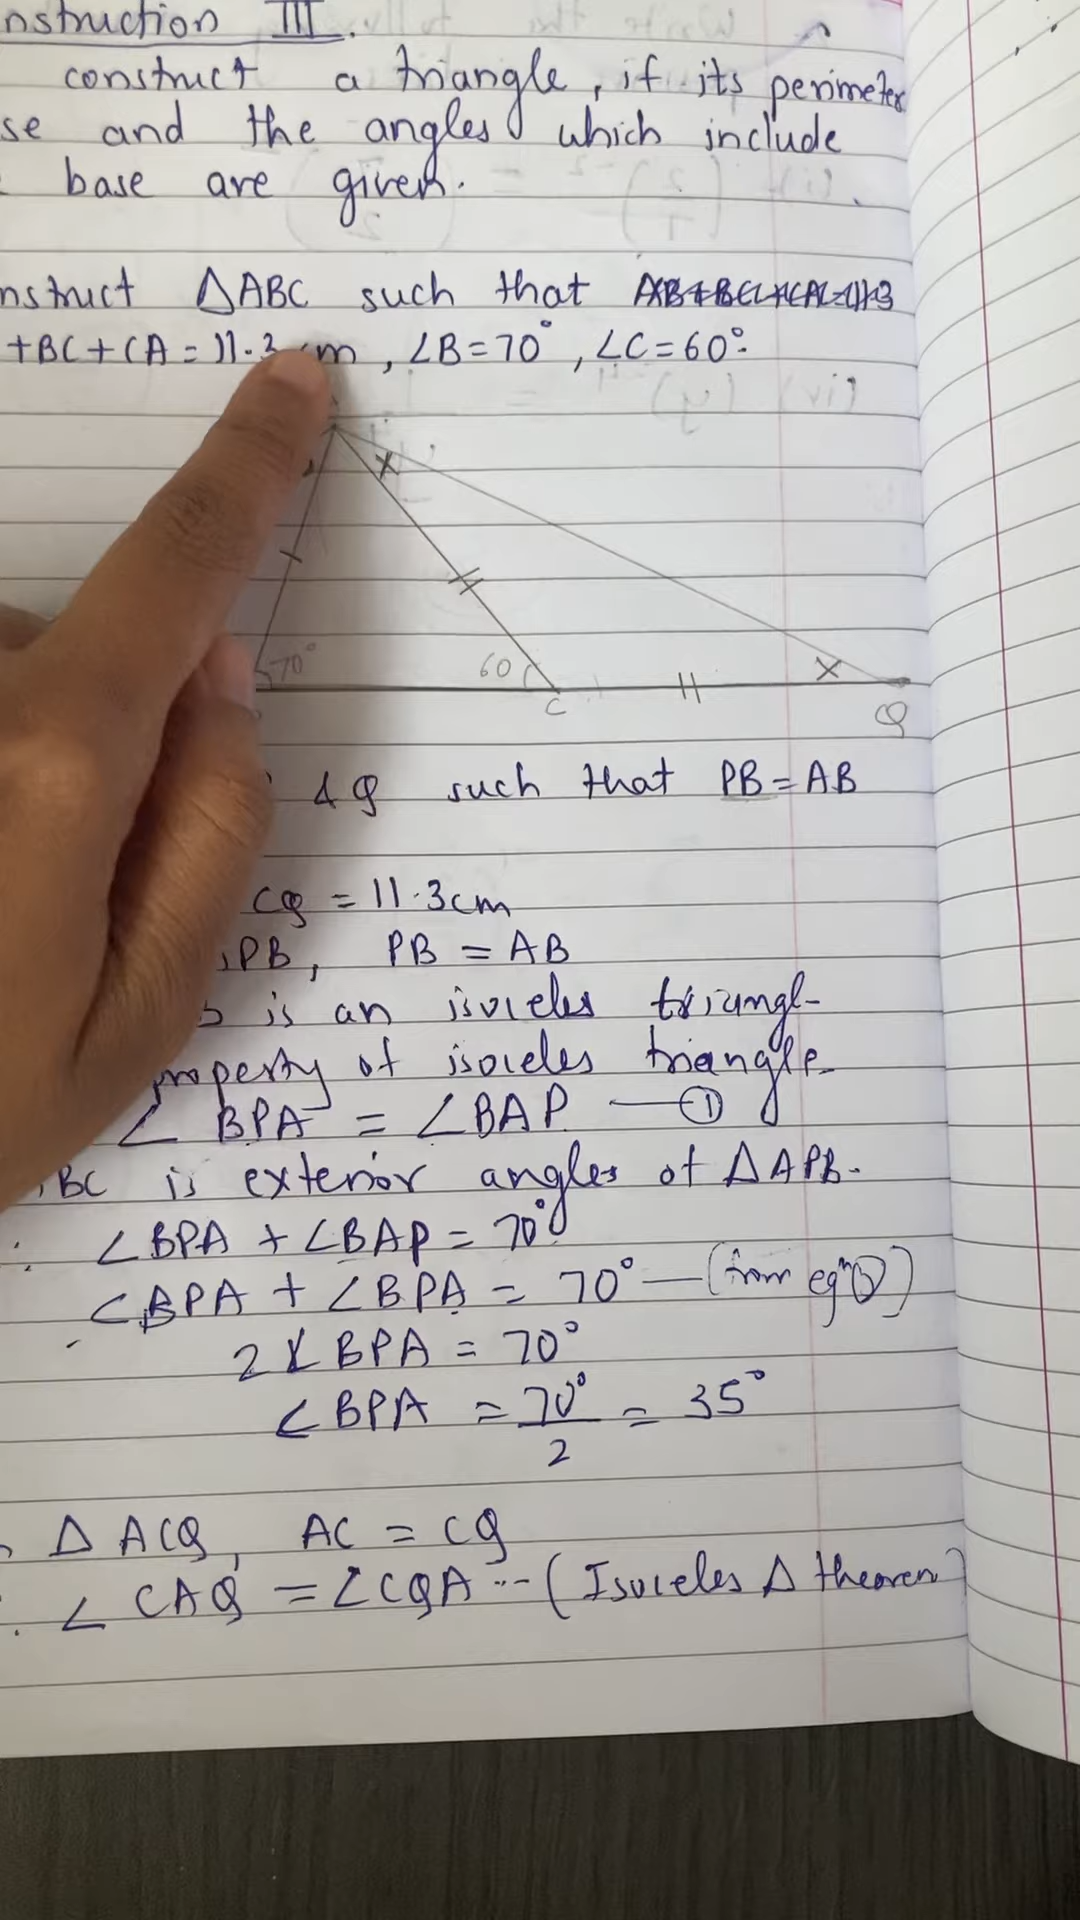 nstruction III.
construct a triangle, if its perimeter
se and the angles which include
base are given.
nstruct △ABC such that
+BC+CA = 11.3 cm, ∠B=70°, ∠C=60°.
70° 60 C Q
& Q such that PB=AB
CQ = 11.3cm
PB, PB = AB
is an isoceles triangl
property of isoceles triangle
∠ BPA = ∠BAP — ①
BC is exterior angles of △APB.
∴ ∠BPA + ∠BAP = 70°
∠BPA + ∠BPA = 70° — (from eqn ①)
2∠BPA = 70°
∠BPA = 70°/2 = 35°
△ ACQ, AC = CQ
∴ ∠ CAQ = ∠CQA --- (Isoceles △ theorem)